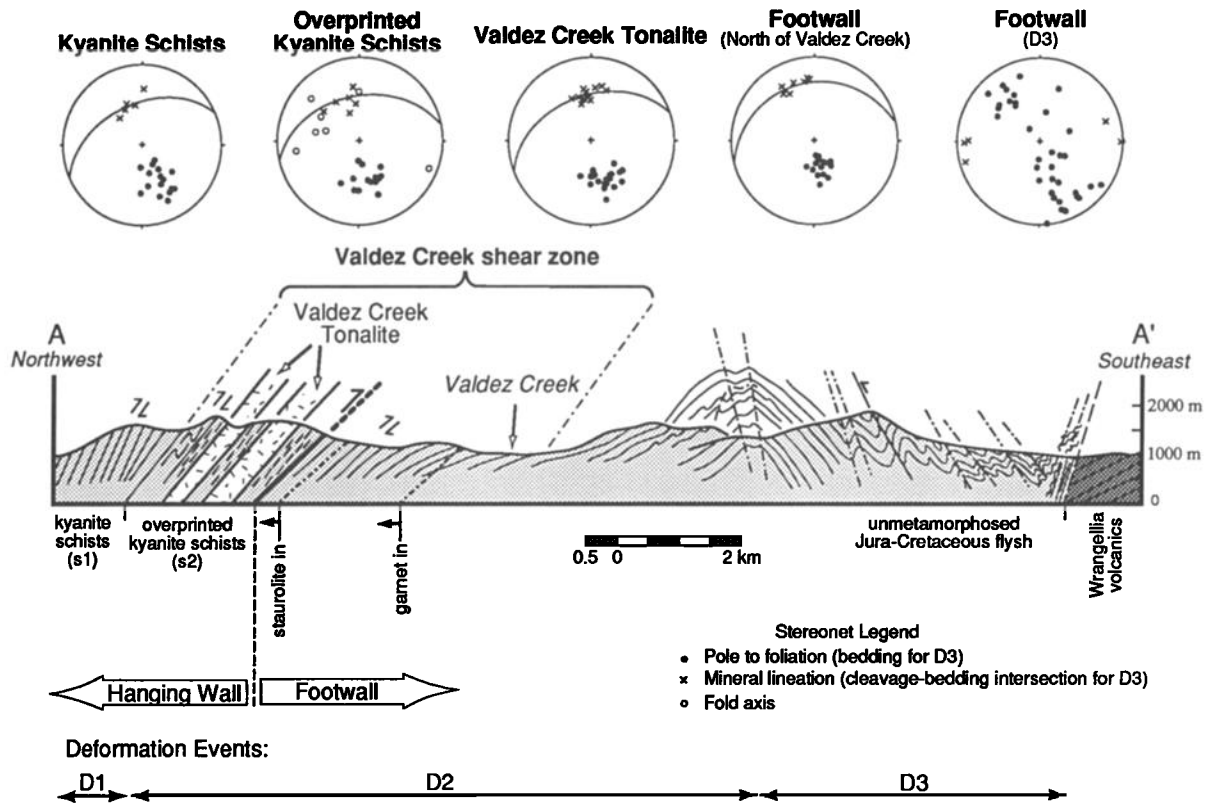 Kyanite Schists
Overprinted
Kyanite Schists
Valdez Creek Tonalite
Footwall
(North of Valdez Creek)
Footwall
(D3)
Valdez Creek shear zone
Valdez Creek
Tonalite
A
Northwest
Valdez Creek
A'
Southeast
2000 m
1000 m
0
kyanite
schists
(s1)
overprinted
kyanite schists
(s2)
staurolite in
garnet in
0.5 0 2 km
unmetamorphosed
Jura-Cretaceous flysh
Wrangellia
volcanics
Stereonet Legend
Pole to foliation (bedding for D3)
Mineral lineation (cleavage-bedding intersection for D3)
Fold axis
Hanging Wall
Footwall
Deformation Events:
D1 D2 D3